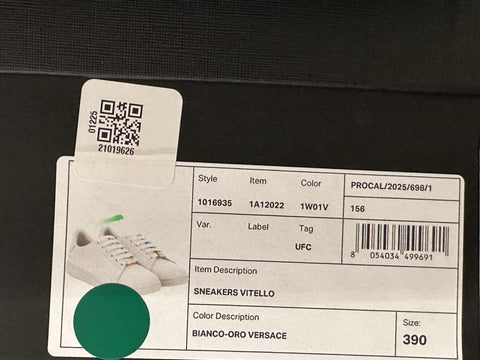 01225
21019626
Style Item Color
1016935 1A12022 1W01V
PROCAL/2025/698/1
156
Var. Label Tag
UFC
8 054034 499691
Item Description
SNEAKERS VITELLO
Color Description
BIANCO-ORO VERSACE
Size:
390